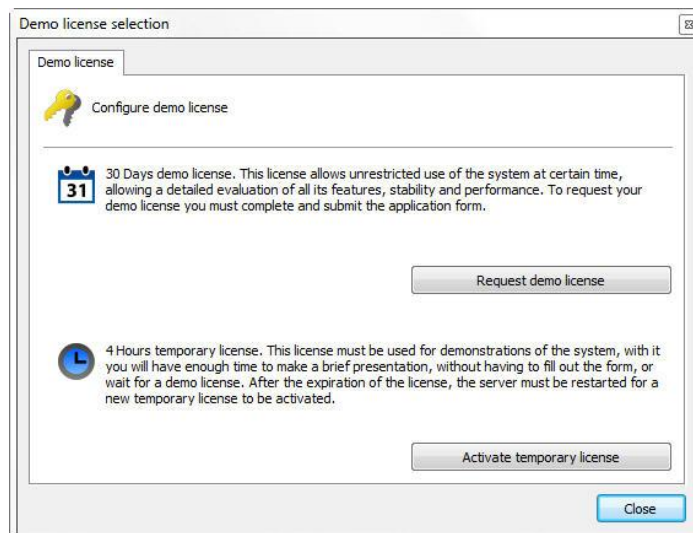 Demo license selection
Demo license
Configure demo license
31
30 Days demo license. This license allows unrestricted use of the system at certain time,
allowing a detailed evaluation of all its features, stability and performance. To request your
demo license you must complete and submit the application form.
Request demo license
4 Hours temporary license. This license must be used for demonstrations of the system, with it
you will have enough time to make a brief presentation, without having to fill out the form, or
wait for a demo license. After the expiration of the license, the server must be restarted for a
new temporary license to be activated.
Activate temporary license
Close